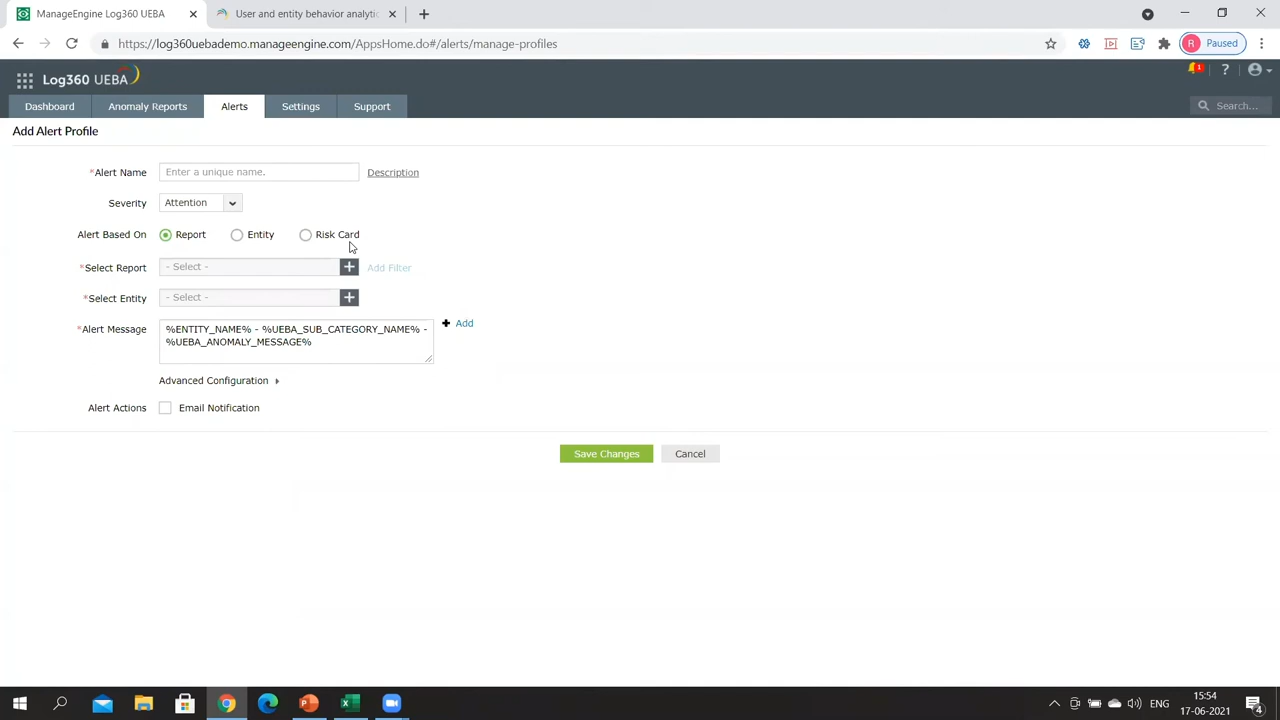 ManageEngine Log360 UEBA
User and entity behavior analytic
https://log360uebademo.manageengine.com/AppsHome.do#/alerts/manage-profiles
R Paused
Log360 UEBA
1
?
Dashboard Anomaly Reports Alerts Settings Support
Search...
Add Alert Profile
*Alert Name Enter a unique name. Description
Severity Attention
Alert Based On Report Entity Risk Card
*Select Report - Select - Add Filter
*Select Entity - Select -
*Alert Message %ENTITY_NAME% - %UEBA_SUB_CATEGORY_NAME% -
%UEBA_ANOMALY_MESSAGE%
Add
Advanced Configuration
Alert Actions Email Notification
Save Changes Cancel
ENG
15:54
17-06-2021
4